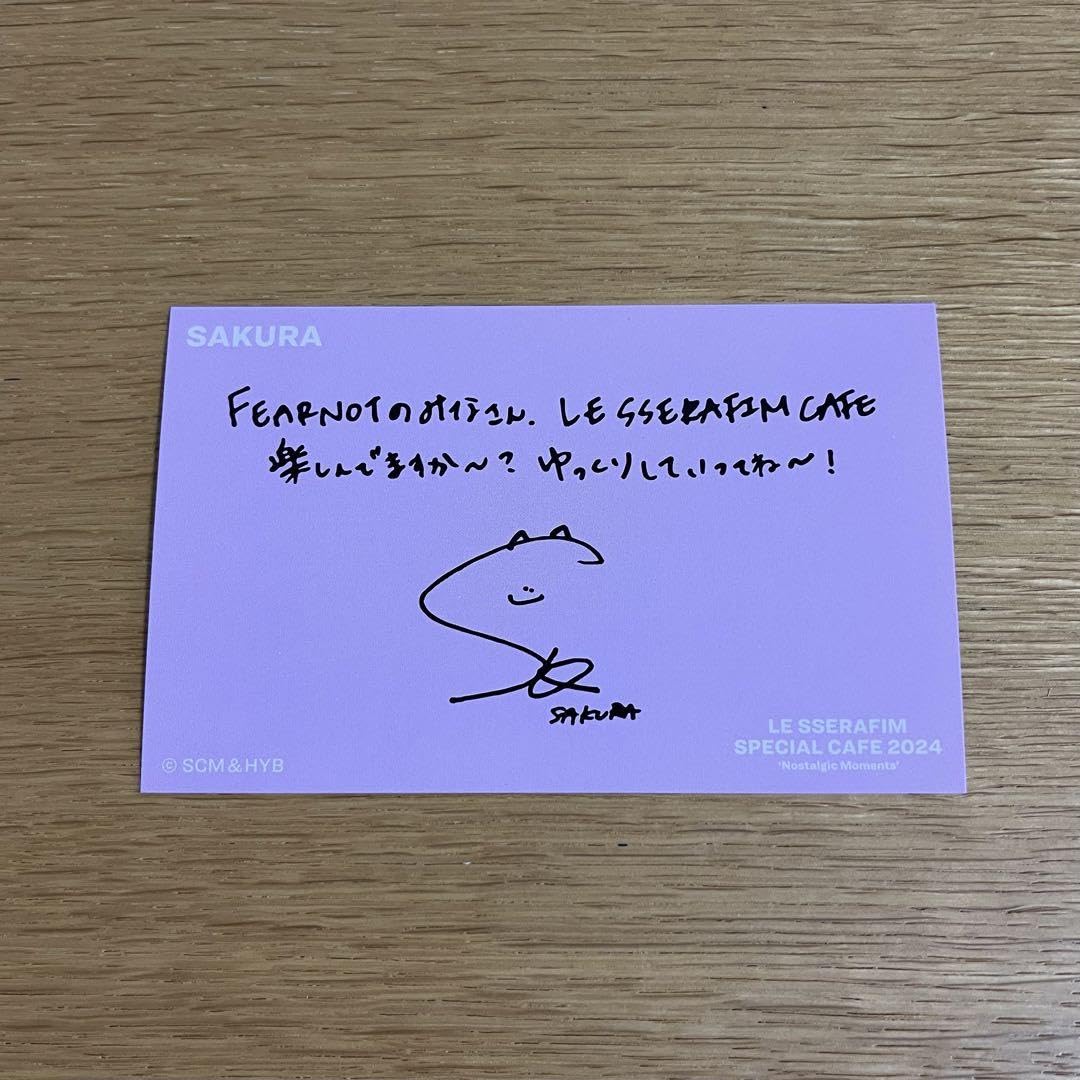 SAKURA
FEARNOTのみなさん、LE SSERAFIM CAFE
楽しんでますか〜？ゆっくりしていってね〜！
SAKURA
LE SSERAFIM
SPECIAL CAFE 2024
'Nostalgic Moments'
© SCM & HYB